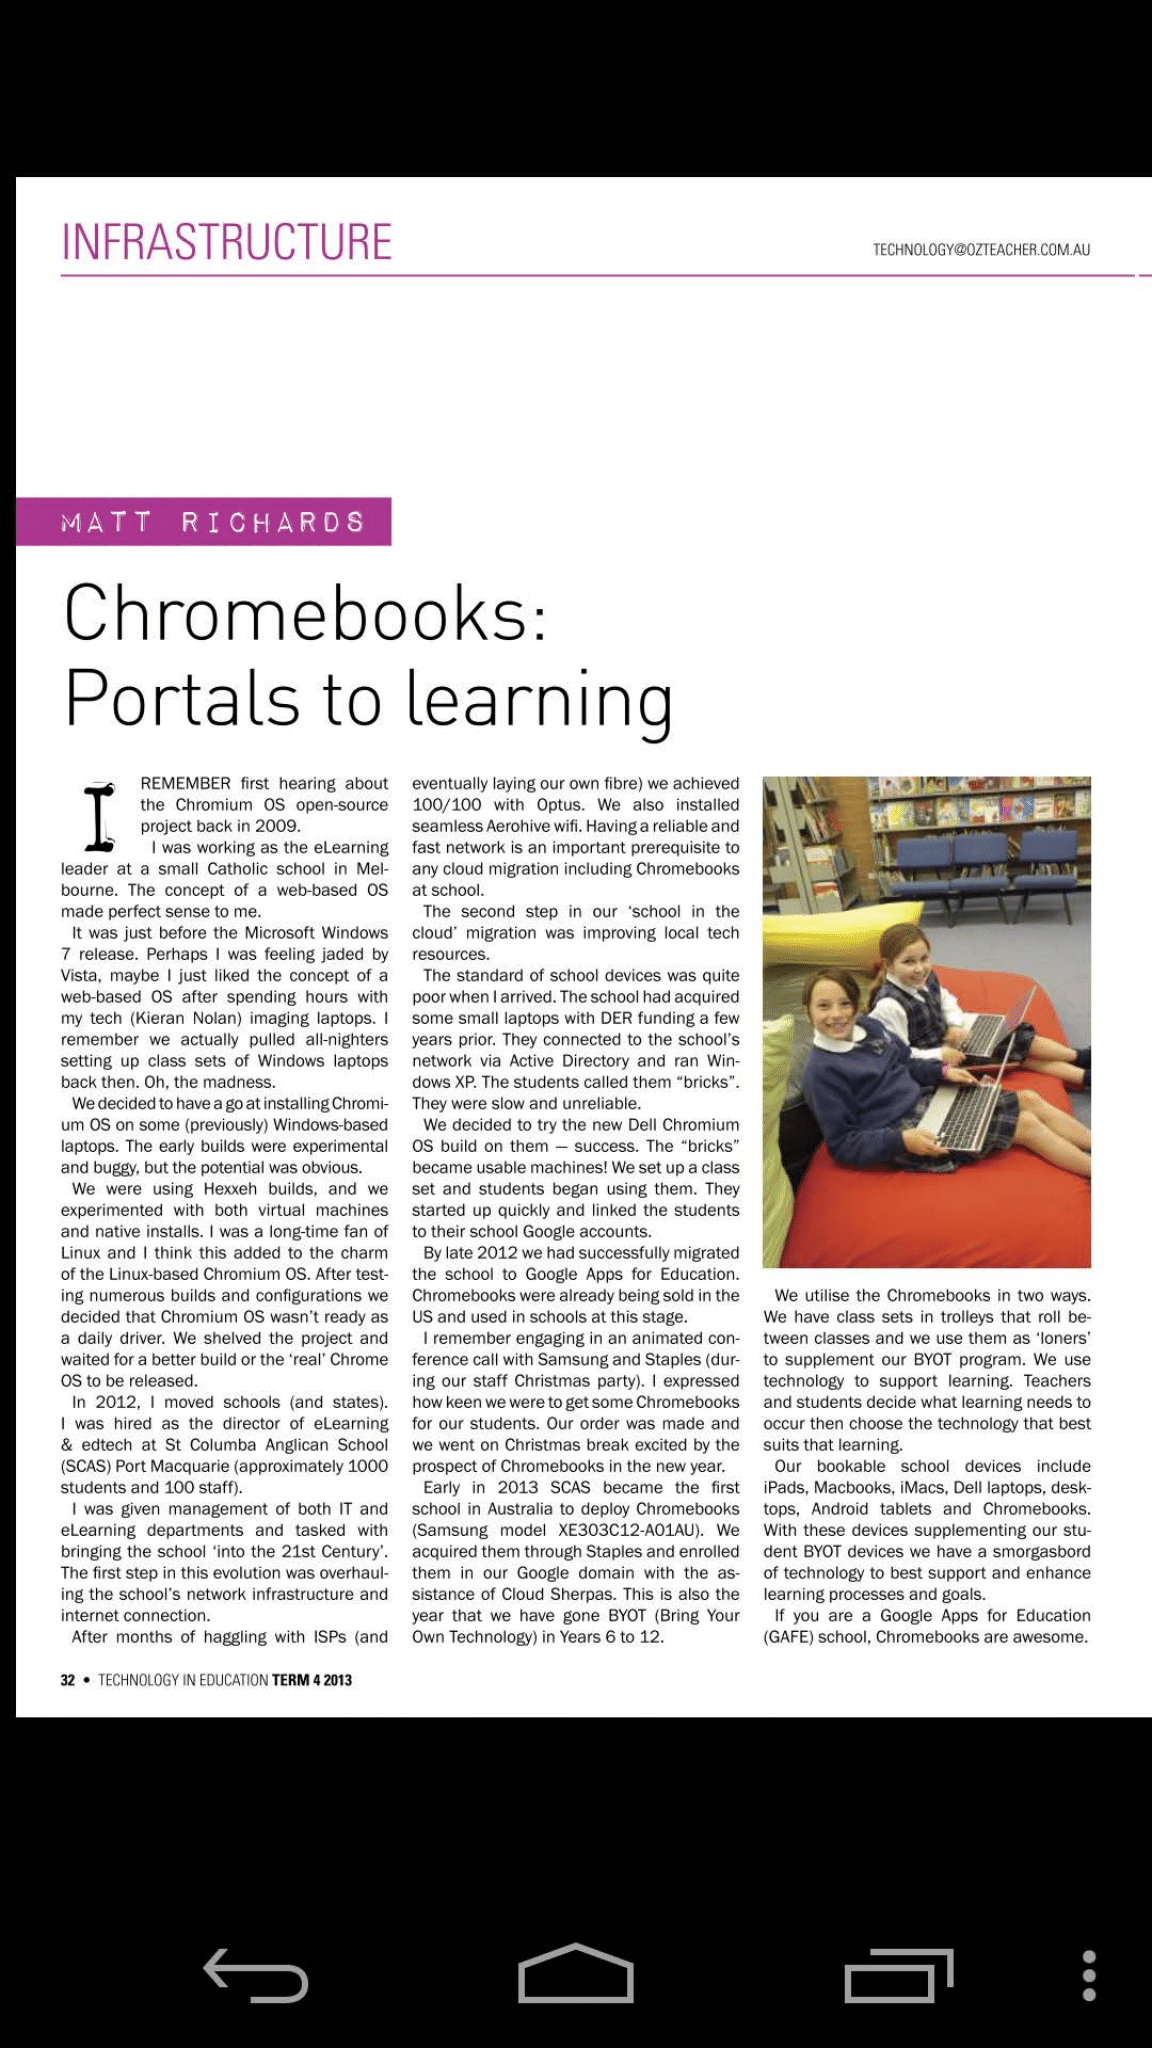 INFRASTRUCTURE
TECHNOLOGY@OZTEACHER.COM.AU
MATT RICHARDS
Chromebooks:
Portals to learning
I REMEMBER first hearing about
the Chromium OS open-source
project back in 2009.
I was working as the eLearning
leader at a small Catholic school in Mel-
bourne. The concept of a web-based OS
made perfect sense to me.
It was just before the Microsoft Windows
7 release. Perhaps I was feeling jaded by
Vista, maybe I just liked the concept of a
web-based OS after spending hours with
my tech (Kieran Nolan) imaging laptops. I
remember we actually pulled all-nighters
setting up class sets of Windows laptops
back then. Oh, the madness.
We decided to have a go at installing Chromi-
um OS on some (previously) Windows-based
laptops. The early builds were experimental
and buggy, but the potential was obvious.
We were using Hexxeh builds, and we
experimented with both virtual machines
and native installs. I was a long-time fan of
Linux and I think this added to the charm
of the Linux-based Chromium OS. After test-
ing numerous builds and configurations we
decided that Chromium OS wasn't ready as
a daily driver. We shelved the project and
waited for a better build or the 'real' Chrome
OS to be released.
In 2012, I moved schools (and states).
I was hired as the director of eLearning
& edtech at St Columba Anglican School
(SCAS) Port Macquarie (approximately 1000
students and 100 staff).
I was given management of both IT and
eLearning departments and tasked with
bringing the school 'into the 21st Century'.
The first step in this evolution was overhaul-
ing the school's network infrastructure and
internet connection.
After months of haggling with ISPs (and
eventually laying our own fibre) we achieved
100/100 with Optus. We also installed
seamless Aerohive wifi. Having a reliable and
fast network is an important prerequisite to
any cloud migration including Chromebooks
at school.
The second step in our 'school in the
cloud' migration was improving local tech
resources.
The standard of school devices was quite
poor when I arrived. The school had acquired
some small laptops with DER funding a few
years prior. They connected to the school's
network via Active Directory and ran Win-
dows XP. The students called them "bricks".
They were slow and unreliable.
We decided to try the new Dell Chromium
OS build on them — success. The "bricks"
became usable machines! We set up a class
set and students began using them. They
started up quickly and linked the students
to their school Google accounts.
By late 2012 we had successfully migrated
the school to Google Apps for Education.
Chromebooks were already being sold in the
US and used in schools at this stage.
I remember engaging in an animated con-
ference call with Samsung and Staples (dur-
ing our staff Christmas party). I expressed
how keen we were to get some Chromebooks
for our students. Our order was made and
we went on Christmas break excited by the
prospect of Chromebooks in the new year.
Early in 2013 SCAS became the first
school in Australia to deploy Chromebooks
(Samsung model XE303C12-A01AU). We
acquired them through Staples and enrolled
them in our Google domain with the as-
sistance of Cloud Sherpas. This is also the
year that we have gone BYOT (Bring Your
Own Technology) in Years 6 to 12.
We utilise the Chromebooks in two ways.
We have class sets in trolleys that roll be-
tween classes and we use them as 'loners'
to supplement our BYOT program. We use
technology to support learning. Teachers
and students decide what learning needs to
occur then choose the technology that best
suits that learning.
Our bookable school devices include
iPads, Macbooks, iMacs, Dell laptops, desk-
tops, Android tablets and Chromebooks.
With these devices supplementing our stu-
dent BYOT devices we have a smorgasbord
of technology to best support and enhance
learning processes and goals.
If you are a Google Apps for Education
(GAFE) school, Chromebooks are awesome.
32 • TECHNOLOGY IN EDUCATION TERM 4 2013